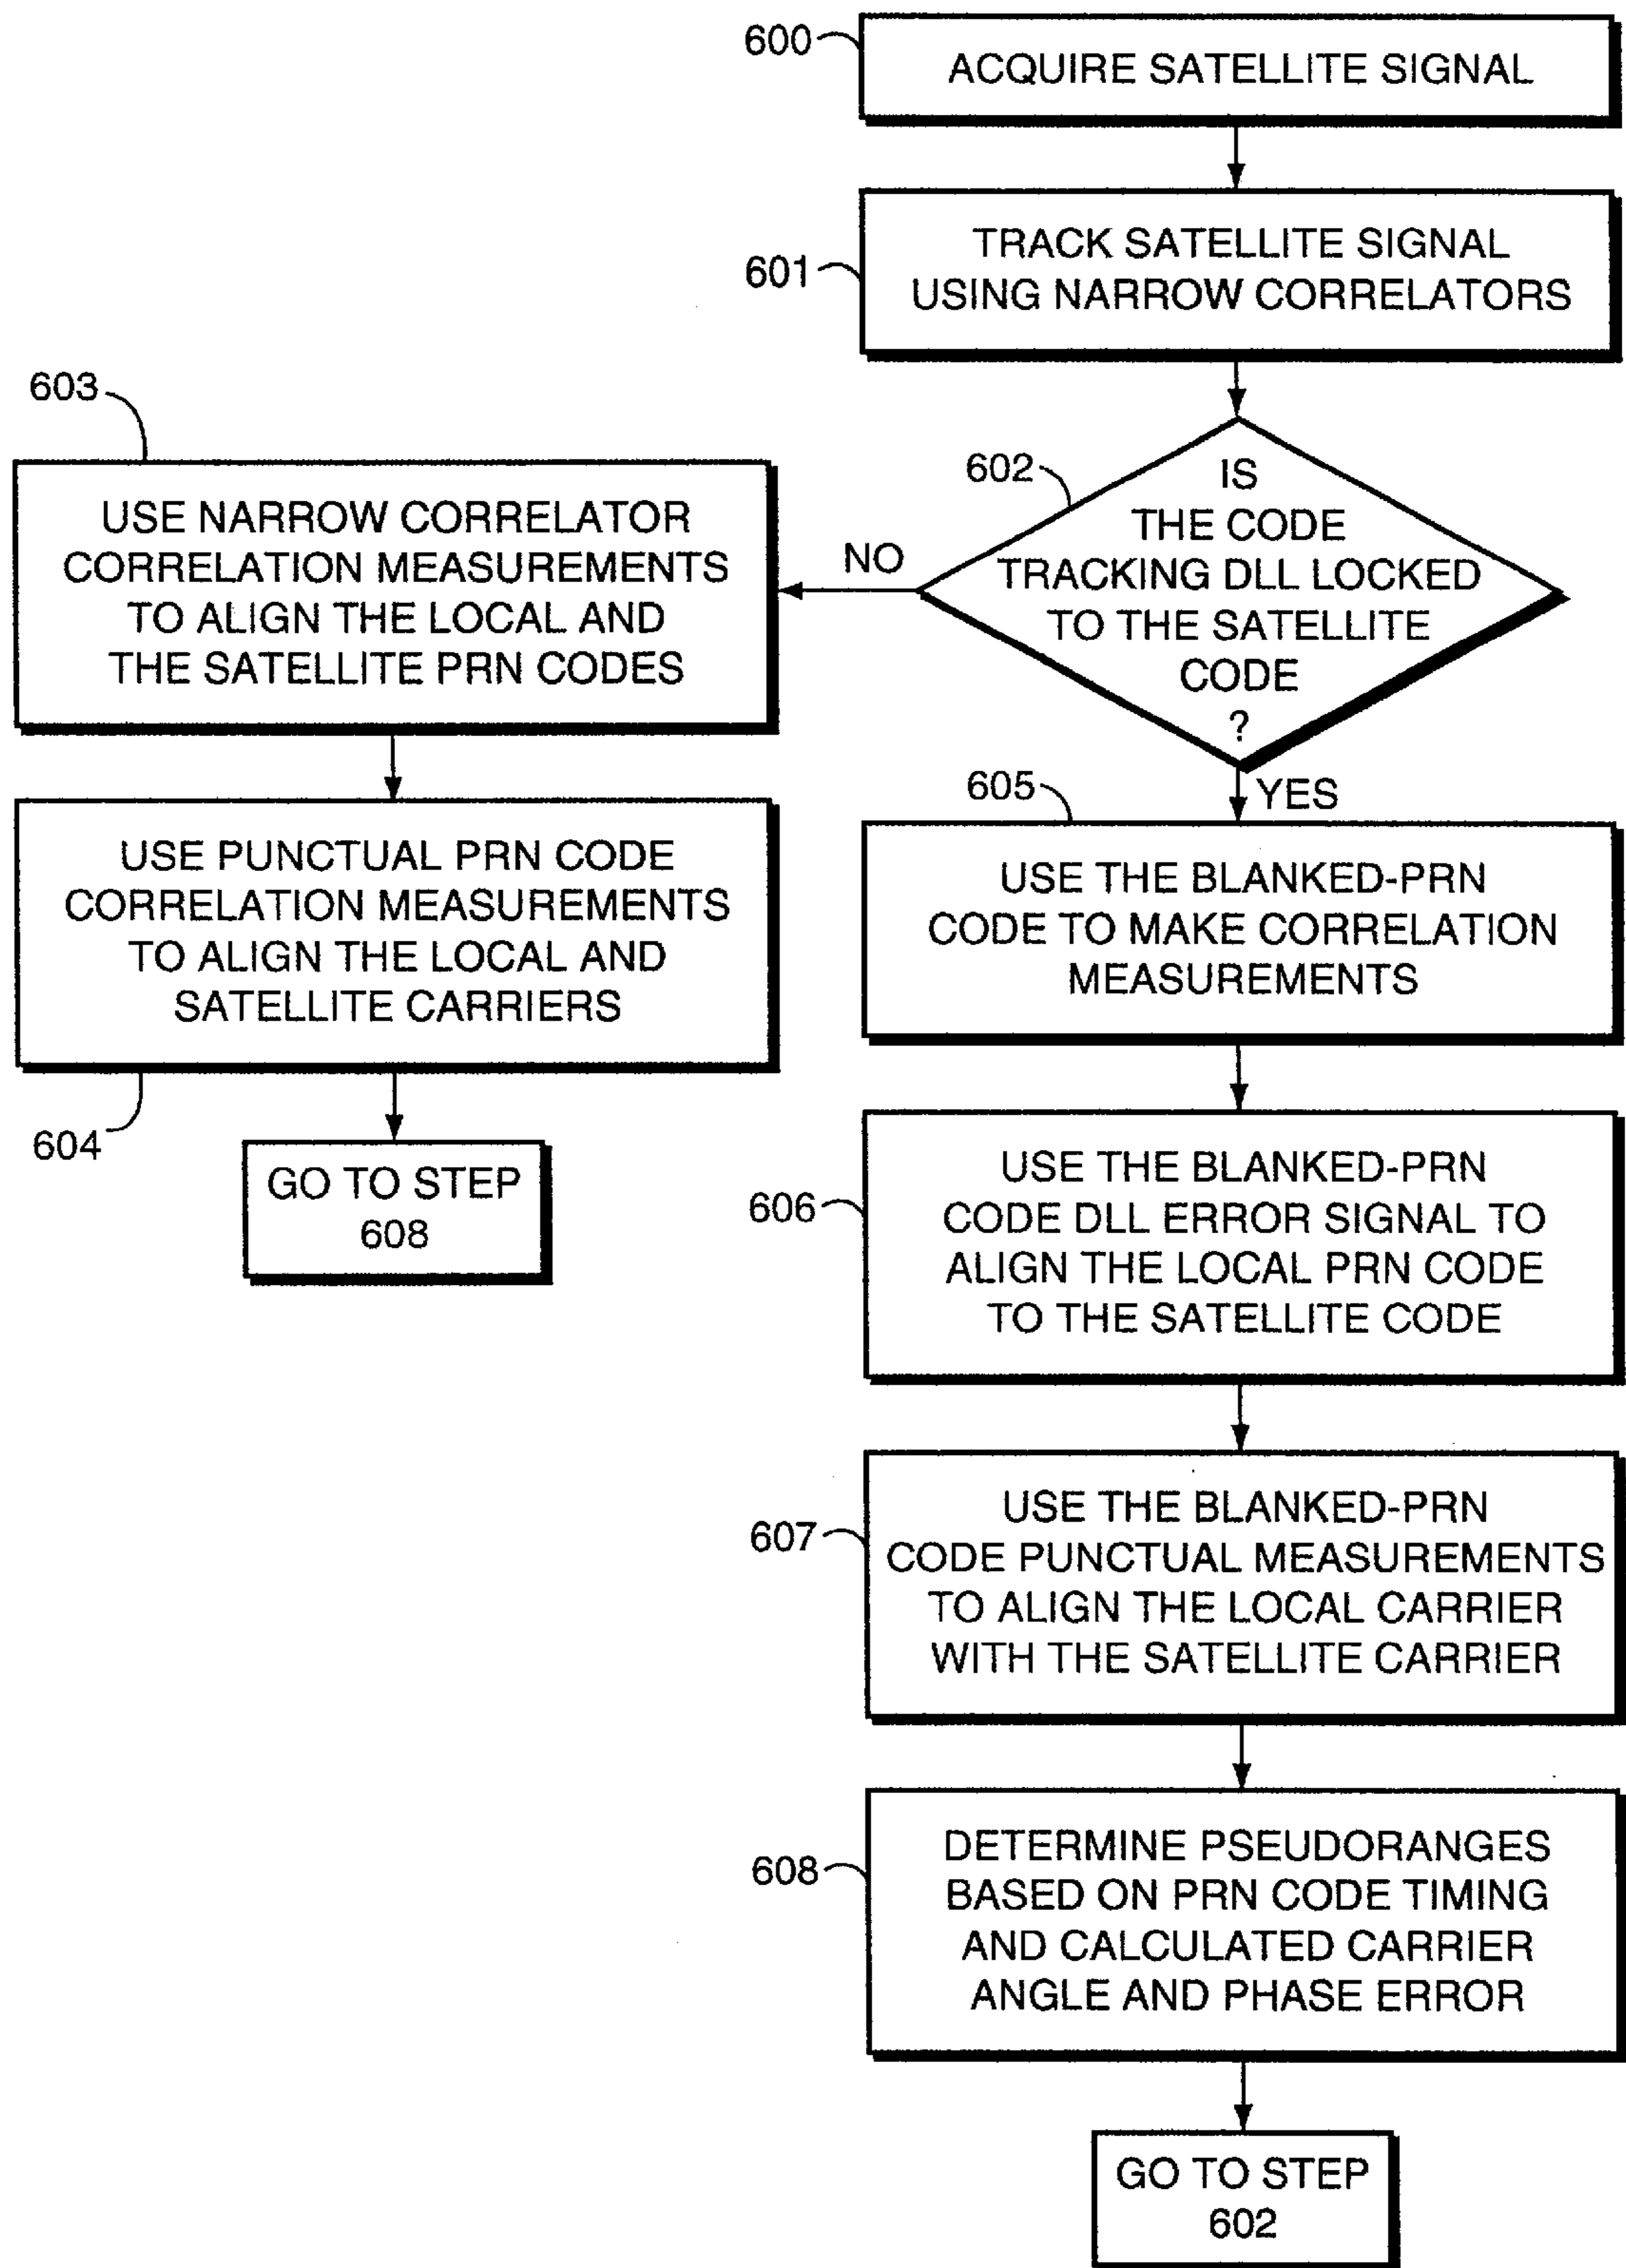 600
ACQUIRE SATELLITE SIGNAL
601
TRACK SATELLITE SIGNAL
USING NARROW CORRELATORS
602
IS
THE CODE
TRACKING DLL LOCKED
TO THE SATELLITE
CODE
?
NO
YES
603
USE NARROW CORRELATOR
CORRELATION MEASUREMENTS
TO ALIGN THE LOCAL AND
THE SATELLITE PRN CODES
604
USE PUNCTUAL PRN CODE
CORRELATION MEASUREMENTS
TO ALIGN THE LOCAL AND
SATELLITE CARRIERS
GO TO STEP
608
605
USE THE BLANKED-PRN
CODE TO MAKE CORRELATION
MEASUREMENTS
606
USE THE BLANKED-PRN
CODE DLL ERROR SIGNAL TO
ALIGN THE LOCAL PRN CODE
TO THE SATELLITE CODE
607
USE THE BLANKED-PRN
CODE PUNCTUAL MEASUREMENTS
TO ALIGN THE LOCAL CARRIER
WITH THE SATELLITE CARRIER
608
DETERMINE PSEUDORANGES
BASED ON PRN CODE TIMING
AND CALCULATED CARRIER
ANGLE AND PHASE ERROR
GO TO STEP
602